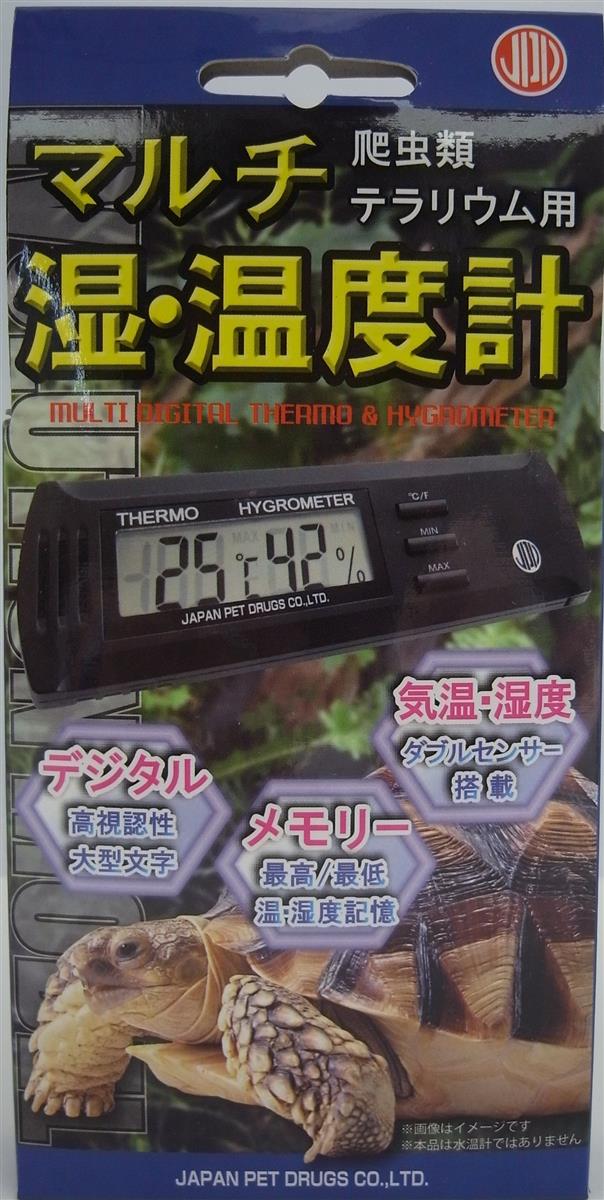 JPD
マルチ
爬虫類
テラリウム用
湿・温度計
MULTI DIGITAL THERMO & HYGROMETER
THERMO HYGROMETER
℃/F
MAX MIN
25℃ 42%
MIN
MAX
JPD
JAPAN PET DRUGS CO.,LTD.
気温・湿度
ダブルセンサー
搭載
デジタル
高視認性
大型文字
メモリー
最高/最低
温・湿度記憶
※画像はイメージです
※本品は水温計ではありません
JAPAN PET DRUGS CO.,LTD.